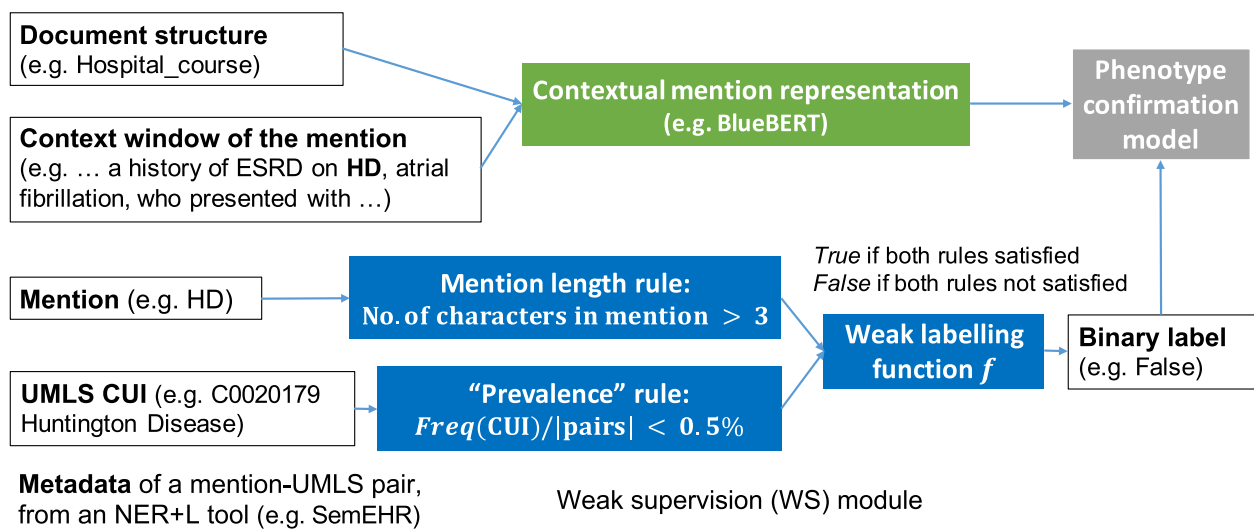 Document structure
(e.g. Hospital_course)
Context window of the mention
(e.g. … a history of ESRD on HD, atrial
fibrillation, who presented with …)
Contextual mention representation
(e.g. BlueBERT)
Phenotype
confirmation
model
Mention (e.g. HD)
Mention length rule:
No. of characters in mention > 3
True if both rules satisfied
False if both rules not satisfied
UMLS CUI (e.g. C0020179
Huntington Disease)
“Prevalence” rule:
Freq(CUI)/|pairs| < 0.5%
Weak labelling
function f
Binary label
(e.g. False)
Metadata of a mention-UMLS pair,
from an NER+L tool (e.g. SemEHR)
Weak supervision (WS) module